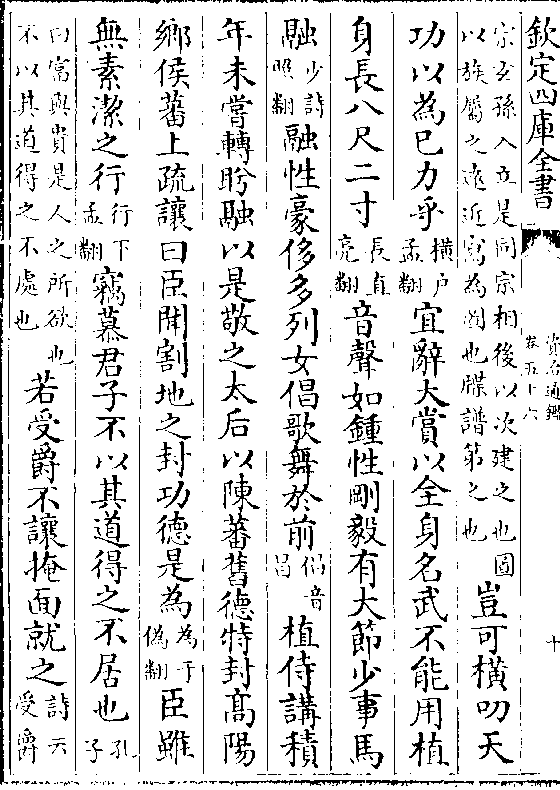 欽定四庫全書
資治通鑑
卷五十六
十
宗玄孫入立是同宗相後以次建之也圖
以族屬之遠近寫為圖也牒譜第之也
豈可橫叨天
功以為己力乎
橫戶
孟翻
宜辭大賞以全身名武不能用植
身長八尺二寸
長直
亮翻
音聲如鍾性剛毅有大節少事馬
融
少詩
照翻
融性豪侈多列女倡歌舞於前
倡音
昌
植侍講積
年未嘗轉盻融以是敬之太后以陳蕃舊德特封高陽
鄉侯蕃上疏讓曰臣聞割地之封功德是為
為于
偽翻
臣雖
無素潔之行
行下
孟翻
竊慕君子不以其道得之不居也
孔
子
曰富與貴是人之所欲也
不以其道得之不處也
若受爵不讓掩面就之
詩云
受爵